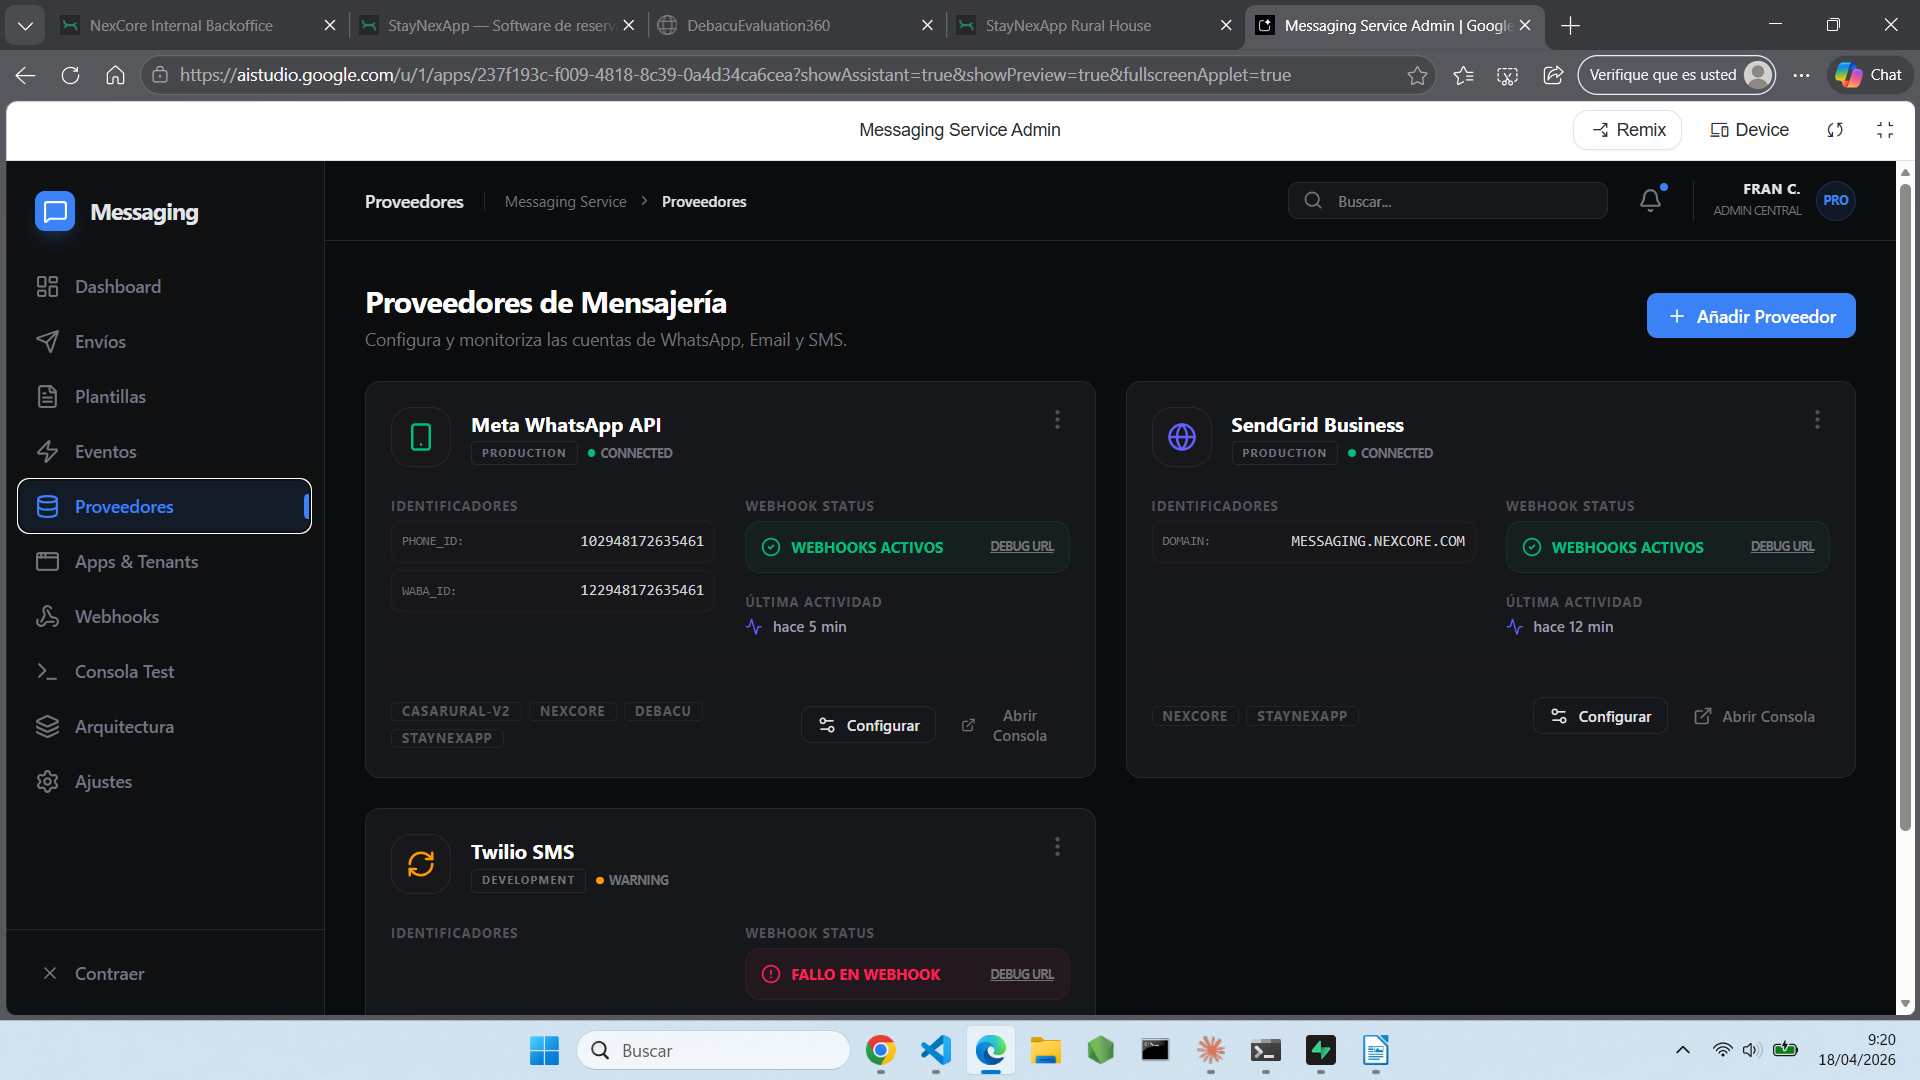 NexCore Internal Backoffice
StayNexApp — Software de reserv
DebacuEvaluation360
StayNexApp Rural House
Messaging Service Admin | Google
https://aistudio.google.com/u/1/apps/237f193c-f009-4818-8c39-0a4d34ca6cea?showAssistant=true&showPreview=true&fullscreenApplet=true
Verifique que es usted
Chat
Messaging Service Admin
Remix
Device
Messaging
Dashboard
Envíos
Plantillas
Eventos
Proveedores
Apps & Tenants
Webhooks
Consola Test
Arquitectura
Ajustes
Contraer
Proveedores
Messaging Service > Proveedores
Buscar...
FRAN C.
ADMIN CENTRAL
PRO
Proveedores de Mensajería
Configura y monitoriza las cuentas de WhatsApp, Email y SMS.
+ Añadir Proveedor
Meta WhatsApp API
PRODUCTION
CONNECTED
IDENTIFICADORES
PHONE_ID: 102948172635461
WABA_ID: 122948172635461
WEBHOOK STATUS
WEBHOOKS ACTIVOS
DEBUG URL
ÚLTIMA ACTIVIDAD
hace 5 min
CASARURAL-V2
NEXCORE
DEBACU
STAYNEXAPP
Configurar
Abrir
Consola
SendGrid Business
PRODUCTION
CONNECTED
IDENTIFICADORES
DOMAIN: MESSAGING.NEXCORE.COM
WEBHOOK STATUS
WEBHOOKS ACTIVOS
DEBUG URL
ÚLTIMA ACTIVIDAD
hace 12 min
NEXCORE
STAYNEXAPP
Configurar
Abrir Consola
Twilio SMS
DEVELOPMENT
WARNING
IDENTIFICADORES
WEBHOOK STATUS
FALLO EN WEBHOOK
DEBUG URL
Buscar
9:20
18/04/2026